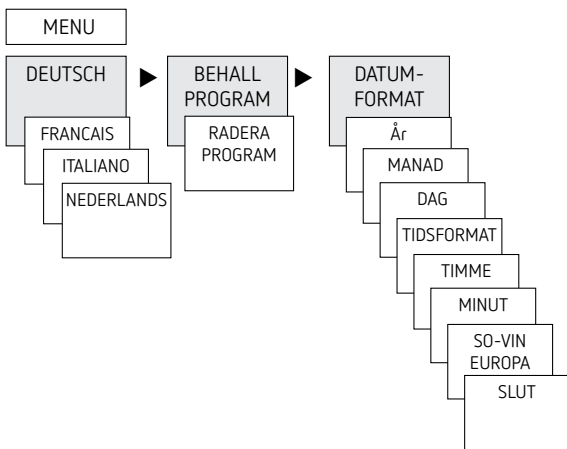 MENU
DEUTSCH
FRANCAIS
ITALIANO
NEDERLANDS
BEHALL
PROGRAM
RADERA
PROGRAM
DATUM-
FORMAT
År
MANAD
DAG
TIDSFORMAT
TIMME
MINUT
SO-VIN
EUROPA
SLUT